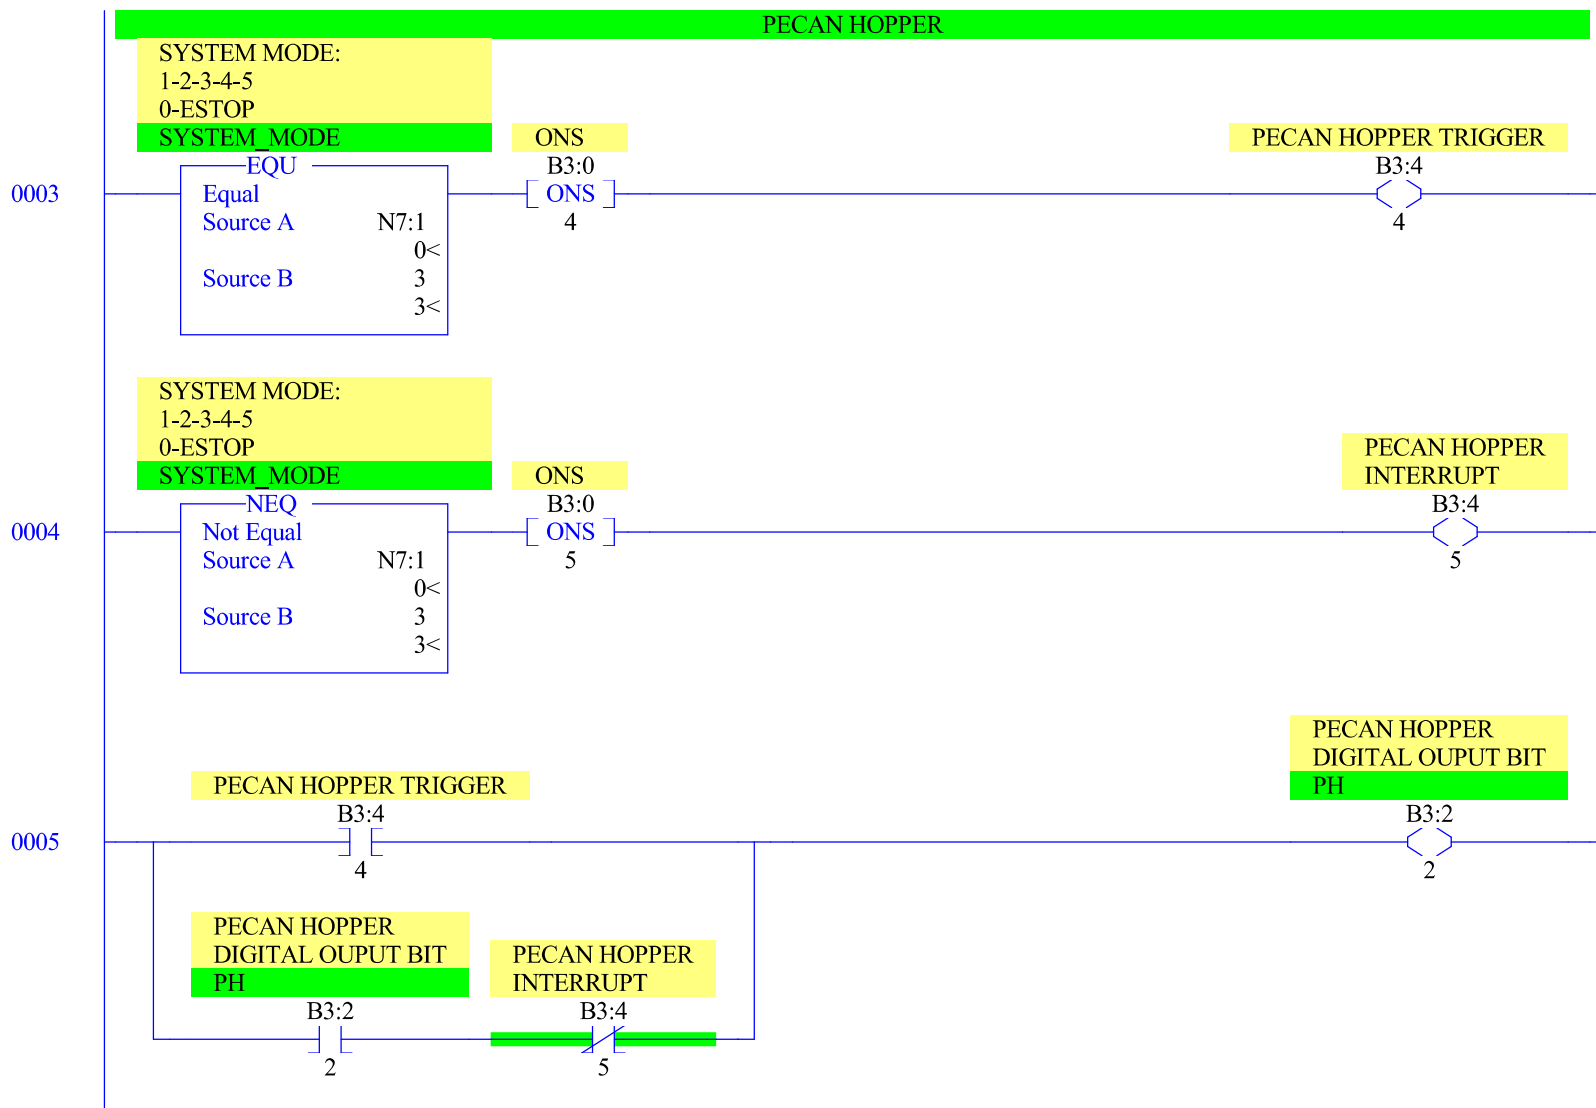 PECAN HOPPER
SYSTEM MODE:
1-2-3-4-5
0-ESTOP
SYSTEM_MODE
ONS
PECAN HOPPER TRIGGER
EQU
B3:0
B3:4
0003
Equal
ONS
Source A N7:1
4
4
0<
Source B 3
3<
SYSTEM MODE:
1-2-3-4-5
0-ESTOP
PECAN HOPPER
SYSTEM_MODE
ONS
INTERRUPT
NEQ
B3:0
B3:4
0004
Not Equal
ONS
Source A N7:1
5
5
0<
Source B 3
3<
PECAN HOPPER
DIGITAL OUPUT BIT
PECAN HOPPER TRIGGER
PH
B3:4
B3:2
0005
4
2
PECAN HOPPER
DIGITAL OUPUT BIT
PH
PECAN HOPPER
INTERRUPT
B3:2
B3:4
2
5